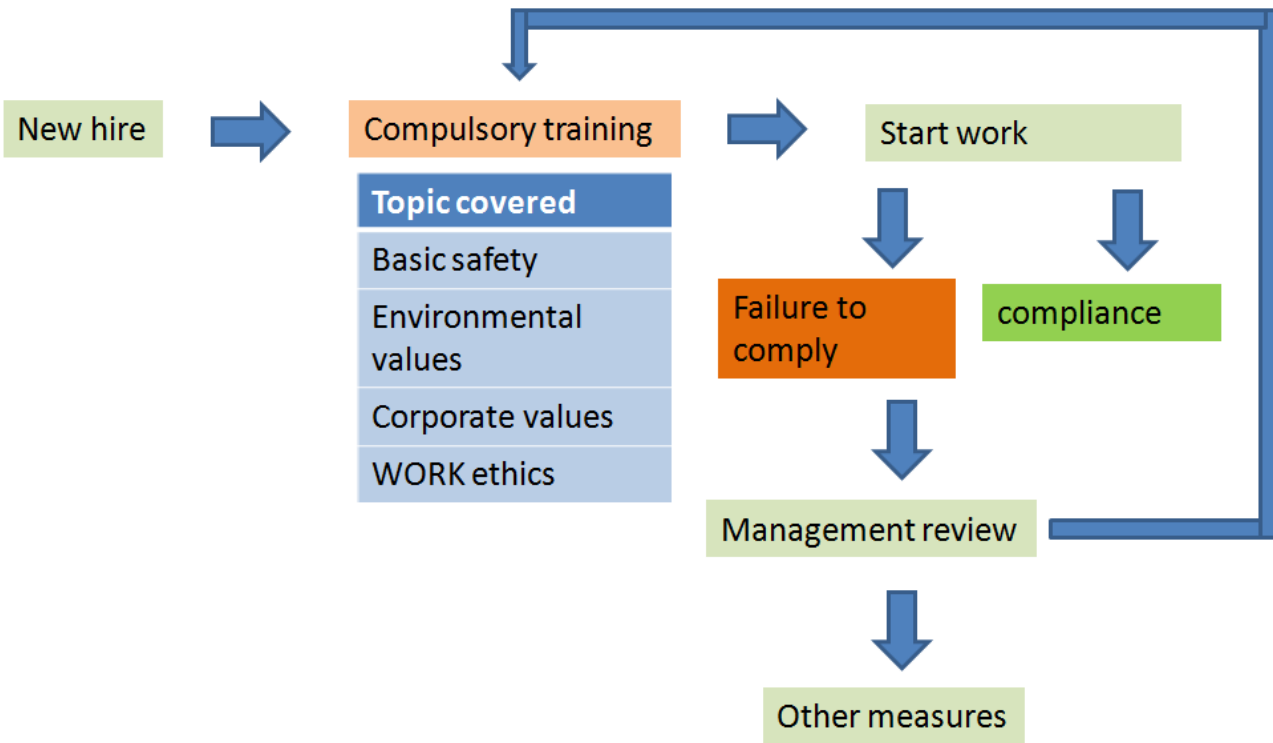 New hire
Compulsory training
Start work
Topic covered
Basic safety
Environmental
values
Corporate values
WORK ethics
Failure to
comply
compliance
Management review
Other measures